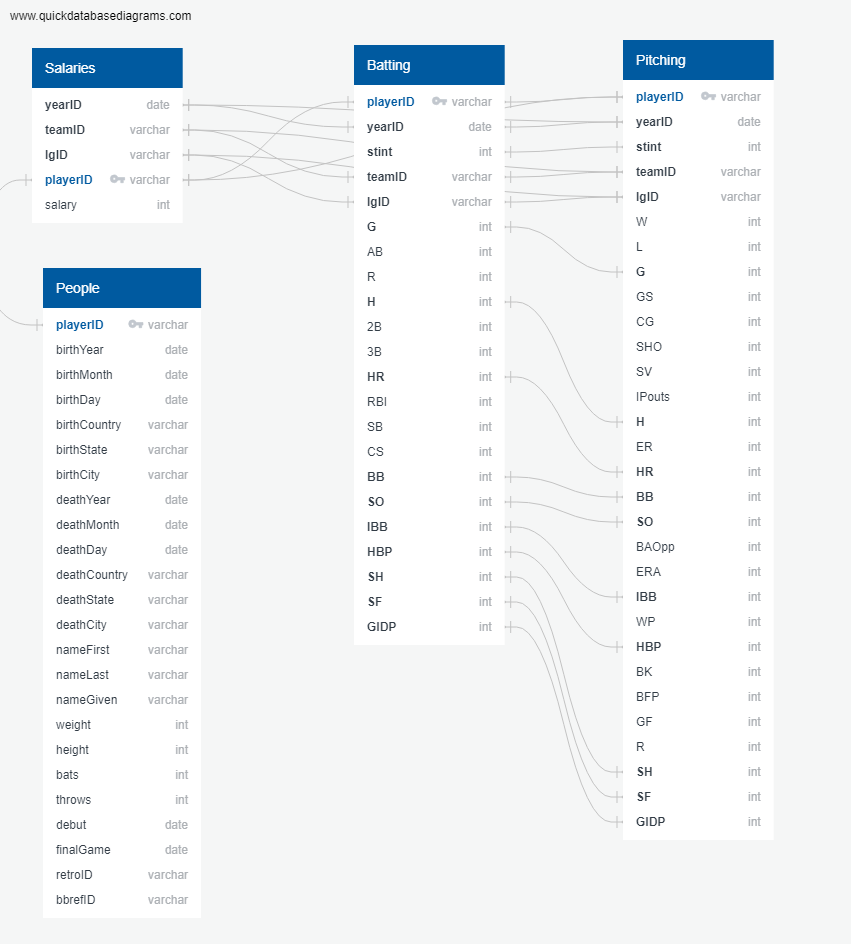 www.quickdatabasediagrams.com
Salaries
yearID date
teamID varchar
lgID varchar
playerID varchar
salary int
People
playerID varchar
birthYear date
birthMonth date
birthDay date
birthCountry varchar
birthState varchar
birthCity varchar
deathYear date
deathMonth date
deathDay date
deathCountry varchar
deathState varchar
deathCity varchar
nameFirst varchar
nameLast varchar
nameGiven varchar
weight int
height int
bats int
throws int
debut date
finalGame date
retroID varchar
bbrefID varchar
Batting
playerID varchar
yearID date
stint int
teamID varchar
lgID varchar
G int
AB int
R int
H int
2B int
3B int
HR int
RBI int
SB int
CS int
BB int
SO int
IBB int
HBP int
SH int
SF int
GIDP int
Pitching
playerID varchar
yearID date
stint int
teamID varchar
lgID varchar
W int
L int
G int
GS int
CG int
SHO int
SV int
IPouts int
H int
ER int
HR int
BB int
SO int
BAOpp int
ERA int
IBB int
WP int
HBP int
BK int
BFP int
GF int
R int
SH int
SF int
GIDP int